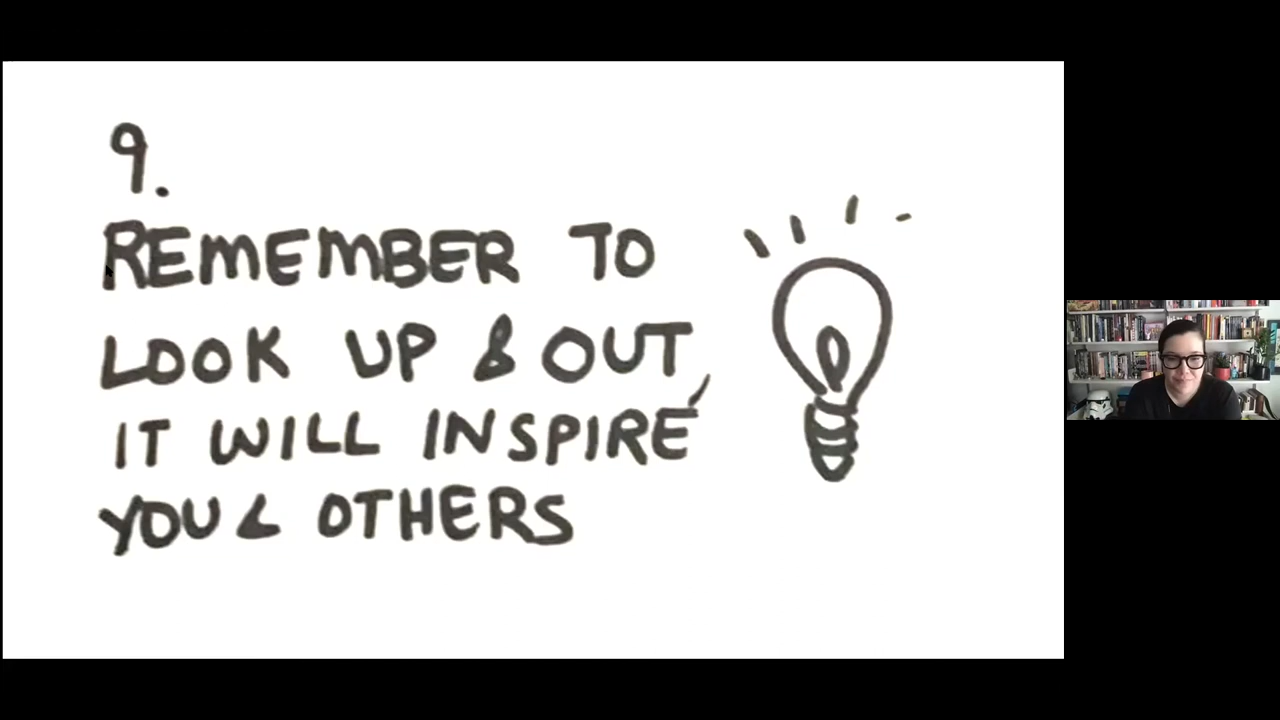 9.
REMEMBER TO
LOOK UP & OUT,
IT WILL INSPIRE
YOU & OTHERS